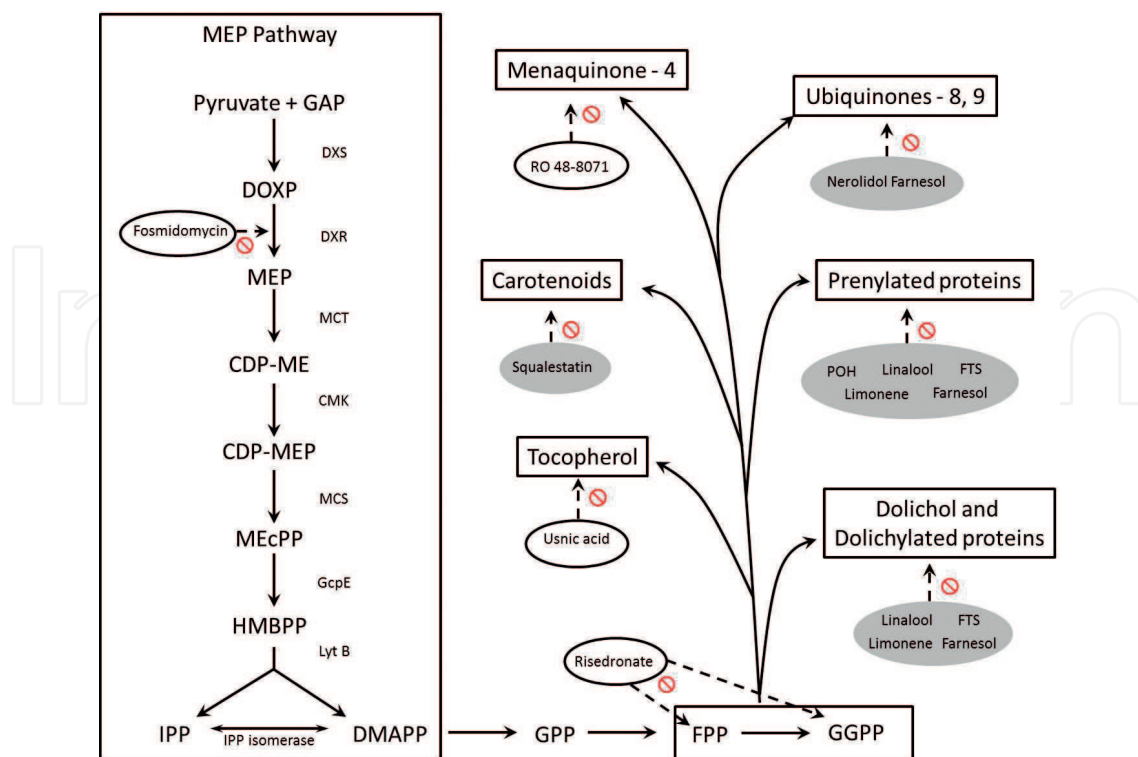 MEP Pathway
Pyruvate + GAP
DXS
DOXP
Fosmidomycin
DXR
MEP
MCT
CDP-ME
CMK
CDP-MEP
MCS
MEcPP
GcpE
HMBPP
Lyt B
IPP
IPP isomerase
DMAPP
GPP
FPP
GGPP
Risedronate
Menaquinone - 4
RO 48-8071
Ubiquinones - 8, 9
Nerolidol Farnesol
Carotenoids
Squalestatin
Prenylated proteins
POH Linalool FTS
Limonene Farnesol
Tocopherol
Usnic acid
Dolichol and
Dolichylated proteins
Linalool FTS
Limonene Farnesol